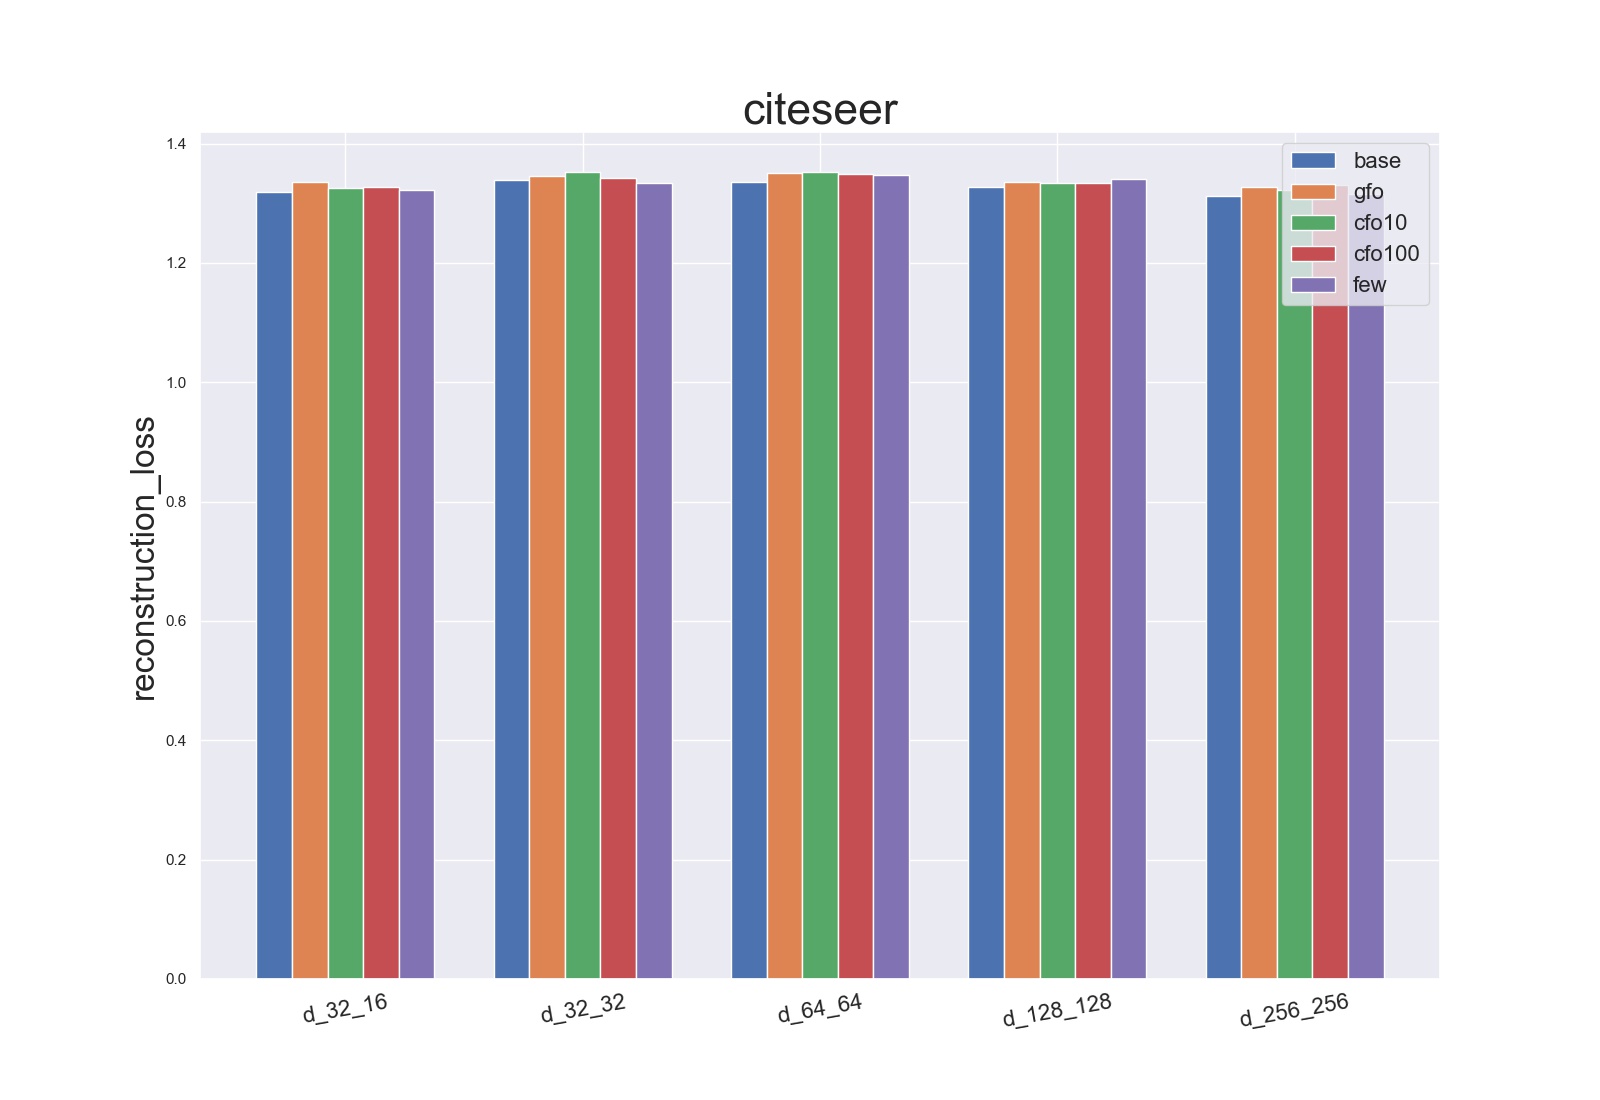 citeseer
reconstruction_loss
1.4
1.2
1.0
0.8
0.6
0.4
0.2
0.0
base
gfo
cfo10
cfo100
few
d_32_16
d_32_32
d_64_64
d_128_128
d_256_256